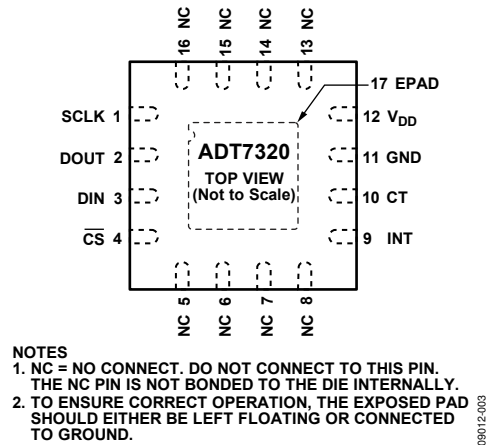 16 NC
15 NC
14 NC
13 NC
17 EPAD
SCLK 1
DOUT 2
DIN 3
CS 4
ADT7320
TOP VIEW
(Not to Scale)
12 VDD
11 GND
10 CT
9 INT
NC 5
NC 6
NC 7
NC 8
NOTES
1. NC = NO CONNECT. DO NOT CONNECT TO THIS PIN.
THE NC PIN IS NOT BONDED TO THE DIE INTERNALLY.
2. TO ENSURE CORRECT OPERATION, THE EXPOSED PAD
SHOULD EITHER BE LEFT FLOATING OR CONNECTED
TO GROUND.
09012-003